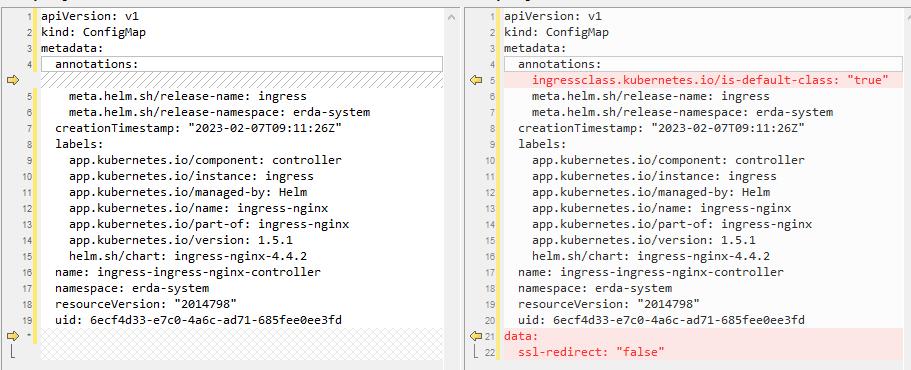 1 apiVersion: v1
2 kind: ConfigMap
3 metadata:
4   annotations:
5     meta.helm.sh/release-name: ingress
6     meta.helm.sh/release-namespace: erda-system
7   creationTimestamp: "2023-02-07T09:11:26Z"
8   labels:
9     app.kubernetes.io/component: controller
10     app.kubernetes.io/instance: ingress
11     app.kubernetes.io/managed-by: Helm
12     app.kubernetes.io/name: ingress-nginx
13     app.kubernetes.io/part-of: ingress-nginx
14     app.kubernetes.io/version: 1.5.1
15     helm.sh/chart: ingress-nginx-4.4.2
16   name: ingress-ingress-nginx-controller
17   namespace: erda-system
18   resourceVersion: "2014798"
19   uid: 6ecf4d33-e7c0-4a6c-ad71-685fee0ee3fd
*
1 apiVersion: v1
2 kind: ConfigMap
3 metadata:
4   annotations:
5     ingressclass.kubernetes.io/is-default-class: "true"
6     meta.helm.sh/release-name: ingress
7     meta.helm.sh/release-namespace: erda-system
8   creationTimestamp: "2023-02-07T09:11:26Z"
9   labels:
10     app.kubernetes.io/component: controller
11     app.kubernetes.io/instance: ingress
12     app.kubernetes.io/managed-by: Helm
13     app.kubernetes.io/name: ingress-nginx
14     app.kubernetes.io/part-of: ingress-nginx
15     app.kubernetes.io/version: 1.5.1
16     helm.sh/chart: ingress-nginx-4.4.2
17   name: ingress-ingress-nginx-controller
18   namespace: erda-system
19   resourceVersion: "2014798"
20   uid: 6ecf4d33-e7c0-4a6c-ad71-685fee0ee3fd
21 data:
22   ssl-redirect: "false"